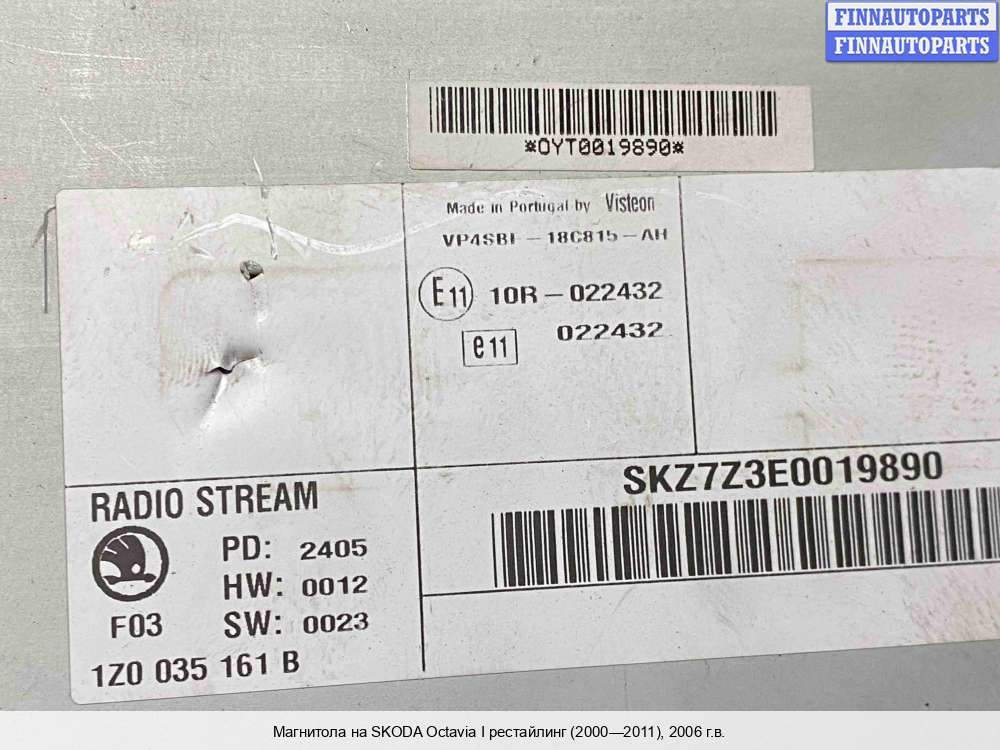 FINNAUTOPARTS
FINNAUTOPARTS
*OYT0019890*
Made in Portugal by Visteon
VP4SBF-18C815-AH
E11 10R-022432
e11 022432
SKZ7Z3E0019890
RADIO STREAM
PD: 2405
HW: 0012
F03 SW: 0023
1Z0 035 161 B
Магнитола на SKODA Octavia I рестайлинг (2000—2011), 2006 г.в.